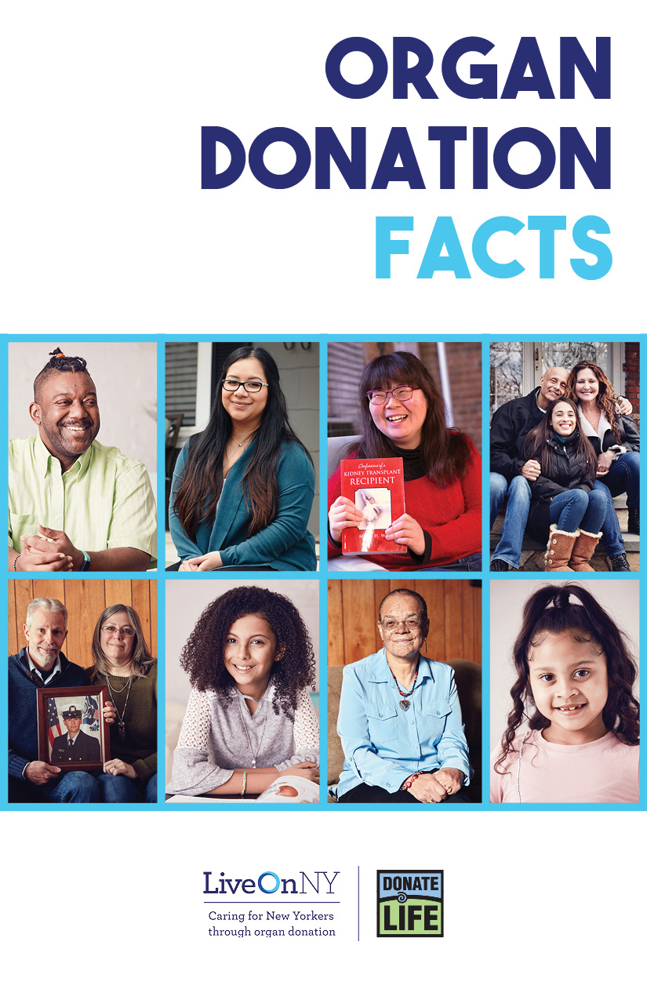 ORGAN
DONATION
FACTS
Confessions of a
KIDNEY TRANSPLANT
RECIPIENT
LiveOnNY
Caring for New Yorkers
through organ donation
DONATE
LIFE